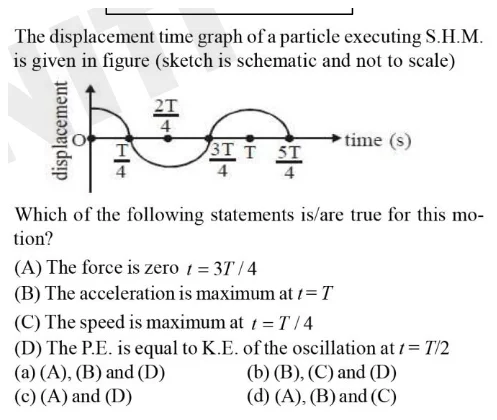 The displacement time graph of a particle executing S.H.M.
is given in figure (sketch is schematic and not to scale)
displacement
O
T/4
2T/4
3T/4
T
5T/4
time (s)
Which of the following statements is/are true for this mo-
tion?
(A) The force is zero t = 3T / 4
(B) The acceleration is maximum at t = T
(C) The speed is maximum at t = T / 4
(D) The P.E. is equal to K.E. of the oscillation at t = T/2
(a) (A), (B) and (D) (b) (B), (C) and (D)
(c) (A) and (D) (d) (A), (B) and (C)